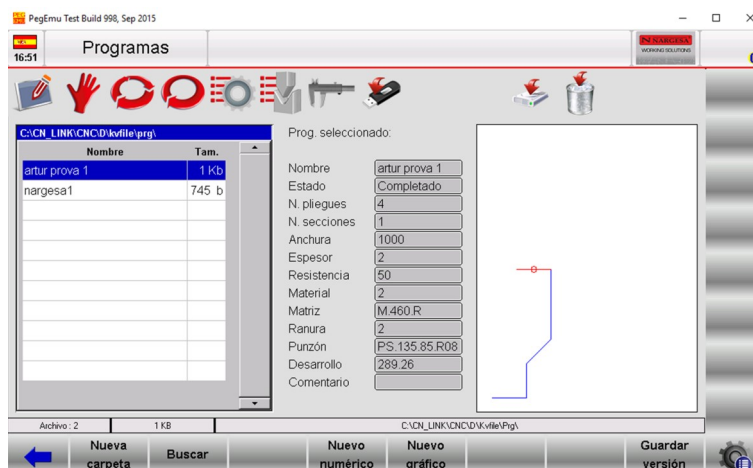 PegEmu Test Build 998, Sep 2015
16:51
Programas
NARGESA
WORKING SOLUTIONS
C:\CN_LINK\CNC\D\kvfile\prg\
Nombre Tam.
artur prova 1 1 Kb
nargesa1 745 b
Prog. seleccionado:
Nombre artur prova 1
Estado Completado
N. pliegues 4
N. secciones 1
Anchura 1000
Espesor 2
Resistencia 50
Material 2
Matriz M.460.R
Ranura 2
Punzón PS.135.85.R08
Desarrollo 289.26
Comentario
Archivo : 2 1 KB C:\CN_LINK\CNC\D\Kvfile\Prg\
Nueva carpeta
Buscar
Nuevo numérico
Nuevo gráfico
Guardar versión